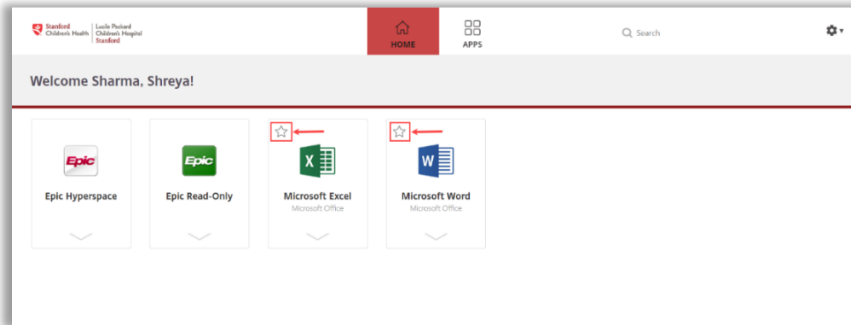 Stanford
Children's Health
Lucile Packard
Children's Hospital
Stanford
HOME
APPS
Search
Welcome Sharma, Shreya!
Epic
Epic
X
W
Epic Hyperspace
Epic Read-Only
Microsoft Excel
Microsoft Word
Microsoft Office
Microsoft Office